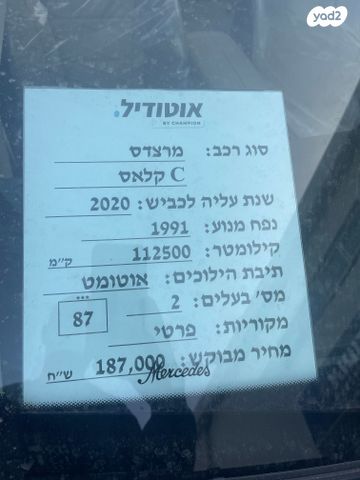 yad2
אוטודיל.
BY CHAMPION
סוג רכב: מרצדס
C קלאס
שנת עליה לכביש: 2020
נפח מנוע: 1991
קילומטר: 112500 ק״מ
תיבת הילוכים: אוטומט
מס׳ בעלים: 2
מקוריות: פרטי
87
מחיר מבוקש: 187,000 ש״ח
Mercedes